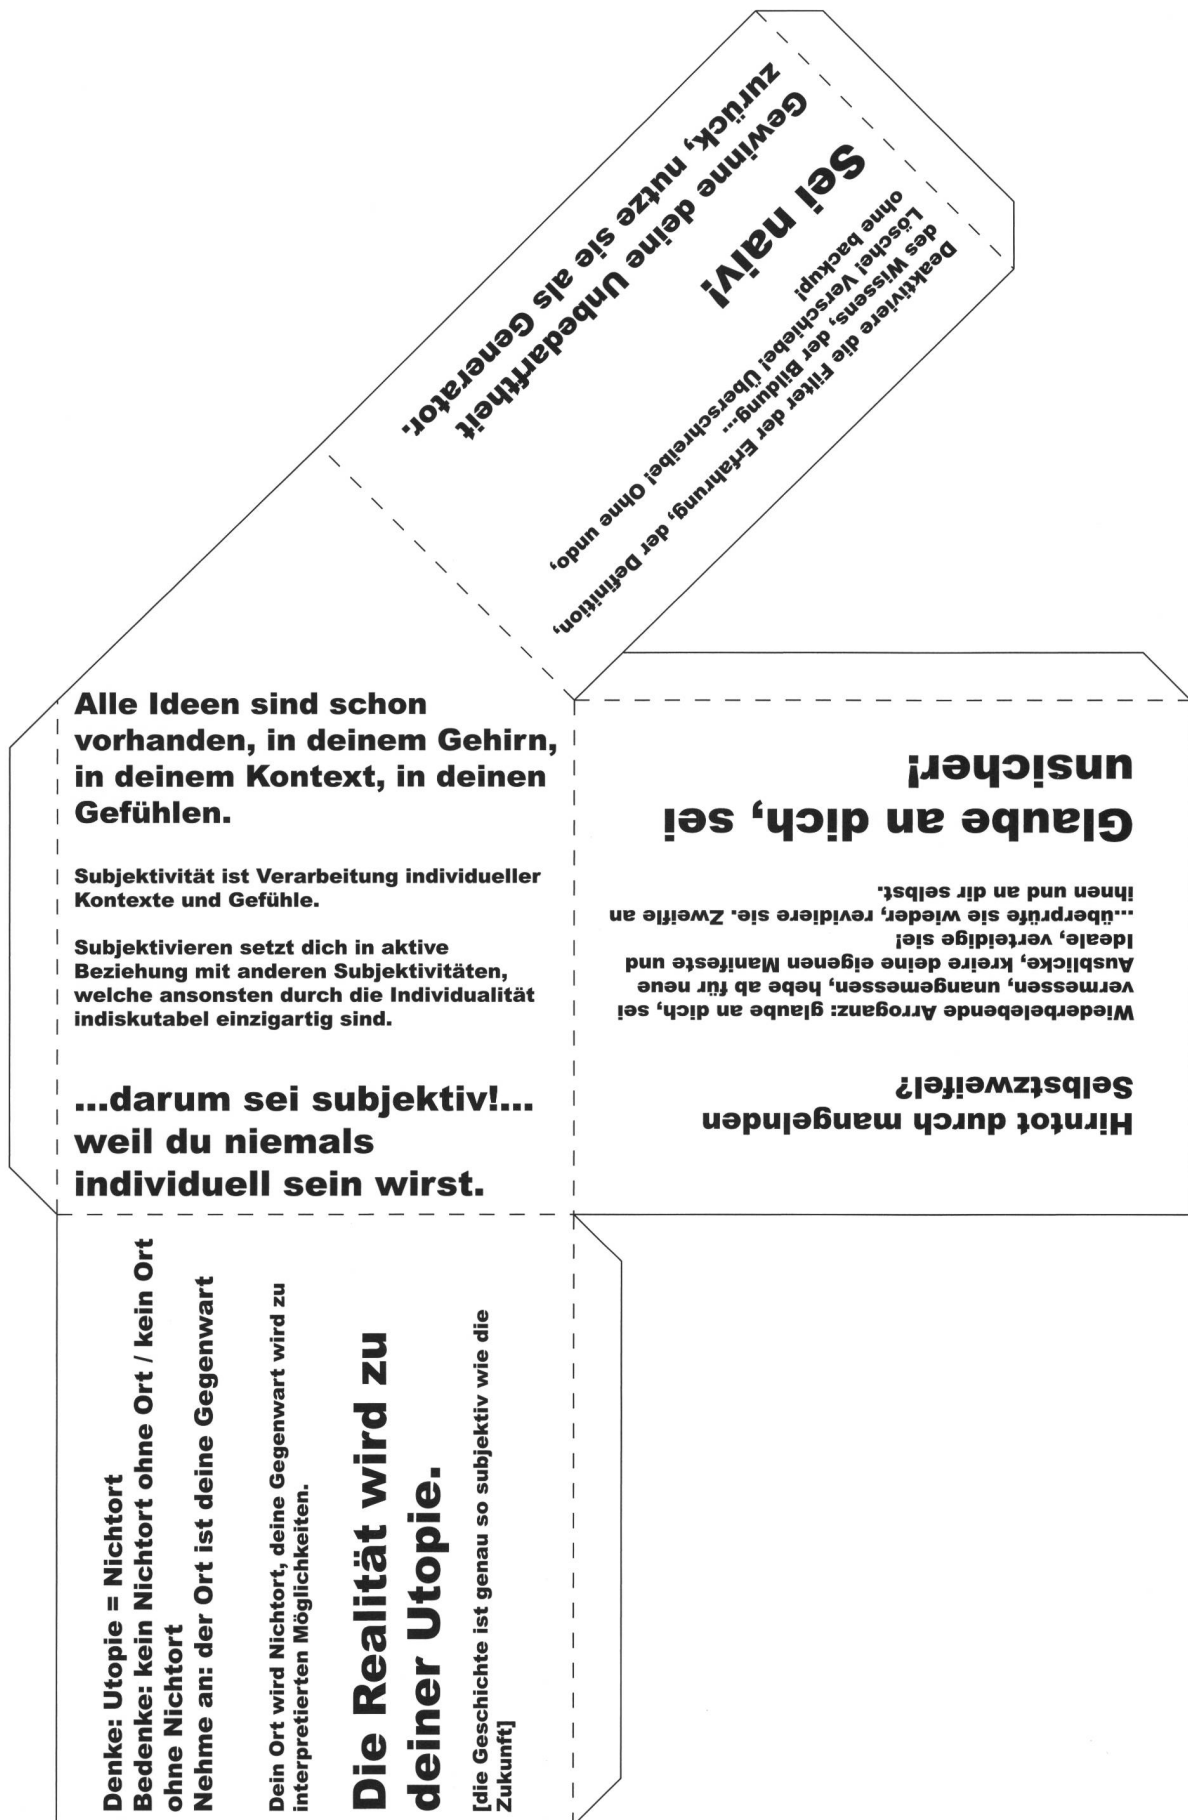 Deaktiviere die Filter der Erfahrung, der Definition,
des Wissens, der Bildung...
Lösche! Verschiebe! Überschreibe! Ohne undo,
ohne backup!
Sei naiv!
Gewinne deine Unbedarftheit
zurück, nutze sie als Generator.
Alle Ideen sind schon
vorhanden, in deinem Gehirn,
in deinem Kontext, in deinen
Gefühlen.
Subjektivität ist Verarbeitung individueller
Kontexte und Gefühle.
Subjektivieren setzt dich in aktive
Beziehung mit anderen Subjektivitäten,
welche ansonsten durch die Individualität
indiskutabel einzigartig sind.
...darum sei subjektiv!...
weil du niemals
individuell sein wirst.
Hirntot durch mangelnden
Selbstzweifel?
Wiederbelebende Arroganz: glaube an dich, sei
vermessen, unangemessen, hebe ab für neue
Ausblicke, kreire deine eigenen Manifeste und
Ideale, verteidige sie!
...überprüfe sie wieder, revidiere sie. Zweifle an
ihnen und an dir selbst.
Glaube an dich, sei
unsicher!
Denke: Utopie = Nichtort
Bedenke: kein Nichtort ohne Ort / kein Ort
ohne Nichtort
Nehme an: der Ort ist deine Gegenwart
Dein Ort wird Nichtort, deine Gegenwart wird zu
interpretierten Möglichkeiten.
Die Realität wird zu
deiner Utopie.
[die Geschichte ist genau so subjektiv wie die
Zukunft]